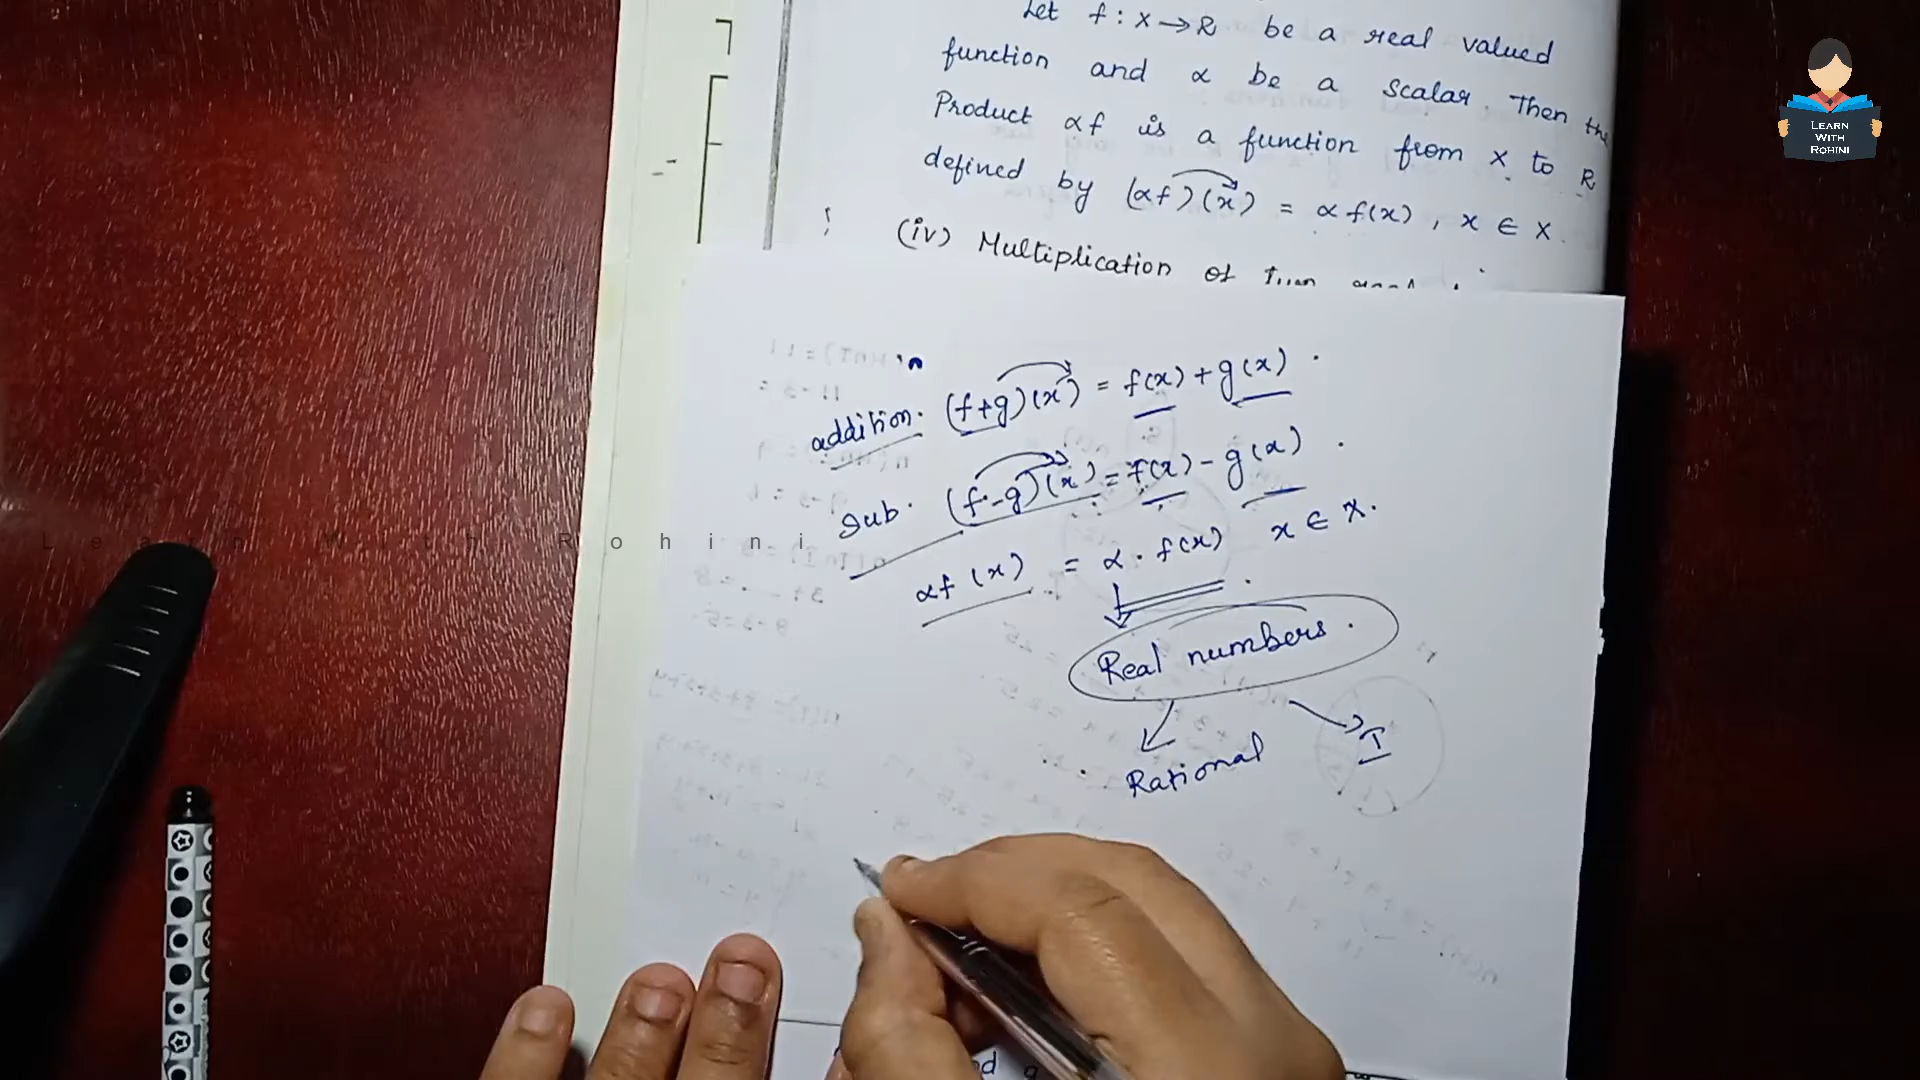 Let f : X → R be a real valued
function and α be a scalar. Then the
Product αf is a function from X to R
defined by (αf)(x) = αf(x), x ∈ X.
(iv) Multiplication of
addition. (f+g)(x) = f(x) + g(x).
sub. (f-g)(x) = f(x) - g(x).
x ∈ X.
αf(x) = α · f(x)
Real numbers.
Rational
I
LEARN
WITH
ROHINI
Learn With Rohini